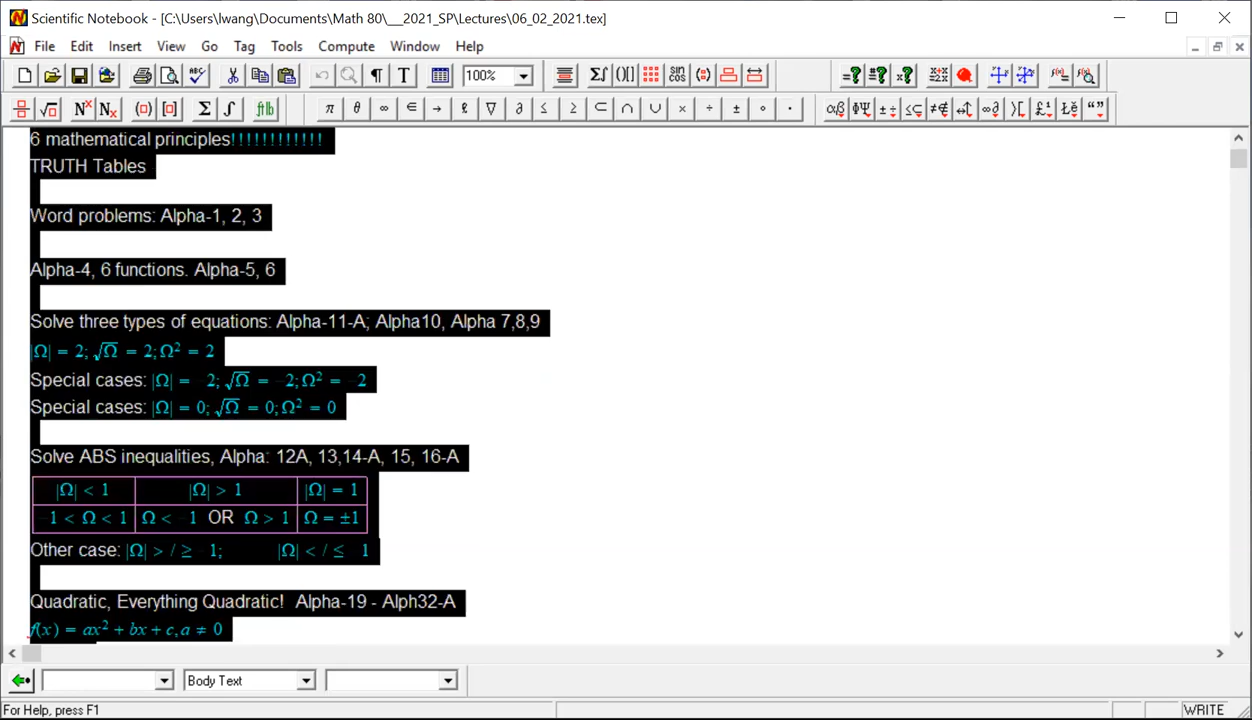 Scientific Notebook - [C:\Users\lwang\Documents\Math 80\__2021_SP\Lectures\06_02_2021.tex]
File Edit Insert View Go Tag Tools Compute Window Help
100%
6 mathematical principles!!!!!!!!!!!!
TRUTH Tables
Word problems: Alpha-1, 2, 3
Alpha-4, 6 functions. Alpha-5, 6
Solve three types of equations: Alpha-11-A; Alpha10, Alpha 7,8,9
|Ω| = 2; √Ω = 2; Ω² = 2
Special cases: |Ω| = -2; √Ω = -2; Ω² = -2
Special cases: |Ω| = 0; √Ω = 0; Ω² = 0
Solve ABS inequalities, Alpha: 12A, 13,14-A, 15, 16-A
|Ω| < 1 |Ω| > 1 |Ω| = 1
-1 < Ω < 1 Ω < -1 OR Ω > 1 Ω = ±1
Other case: |Ω| > / ≥ -1; |Ω| < / ≤ -1
Quadratic, Everything Quadratic! Alpha-19 - Alph32-A
f(x) = ax² + bx + c, a ≠ 0
Body Text
For Help, press F1
WRITE